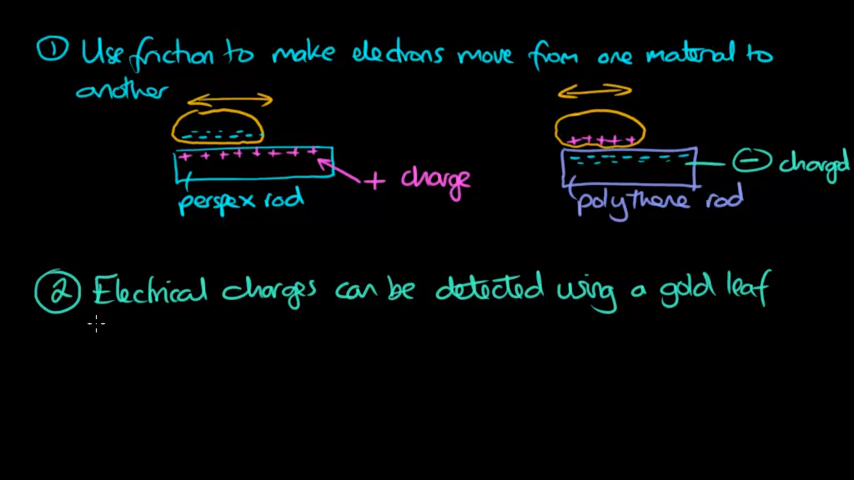 ① Use friction to make electrons move from one material to
another
+ charge
⊖ charged
perspex rod
polythene rod
② Electrical charges can be detected using a gold leaf